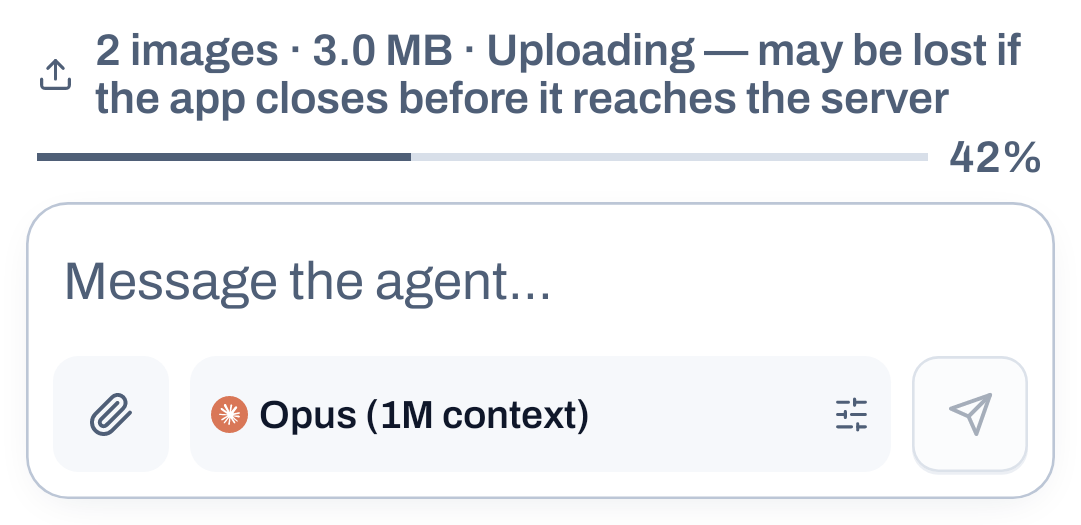 2 images · 3.0 MB · Uploading — may be lost if
the app closes before it reaches the server
42%
Message the agent...
Opus (1M context)